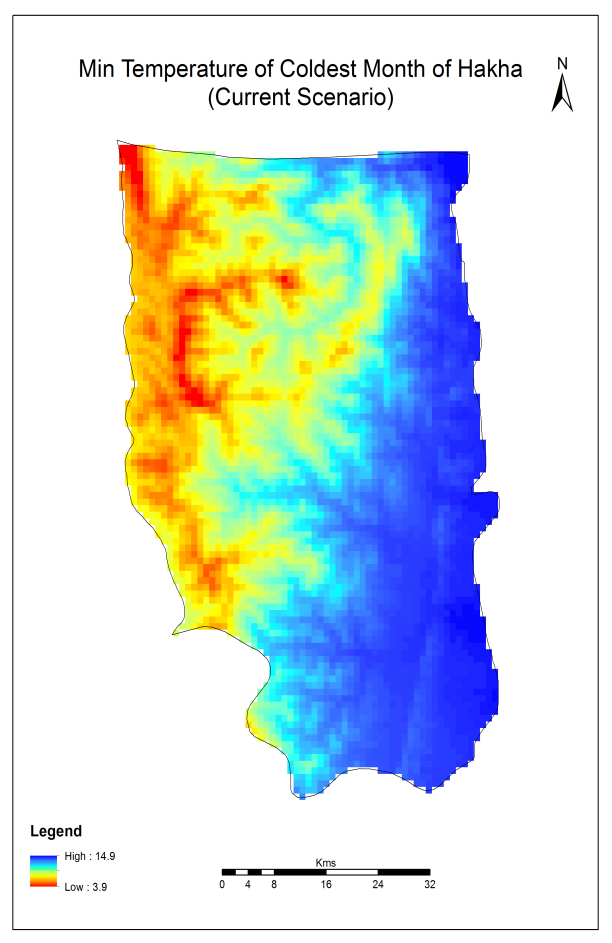 Min Temperature of Coldest Month of Hakha
(Current Scenario)
N
Legend
High : 14.9
Low : 3.9
Kms
0 4 8 16 24 32